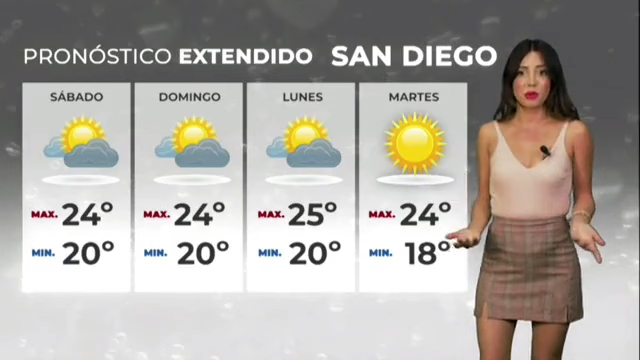 PRONÓSTICO EXTENDIDO SAN DIEGO
SÁBADO DOMINGO LUNES MARTES
MAX. 24° MAX. 24° MAX. 25° MAX. 24°
MIN. 20° MIN. 20° MIN. 20° MIN. 18°